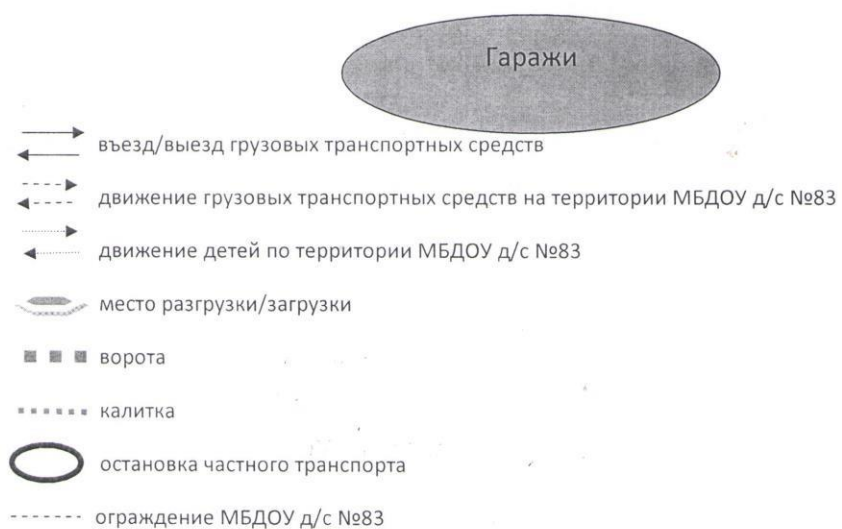 Гаражи
въезд/выезд грузовых транспортных средств
движение грузовых транспортных средств на территории МБДОУ д/с №83
движение детей по территории МБДОУ д/с №83
место разгрузки/загрузки
ворота
калитка
остановка частного транспорта
ограждение МБДОУ д/с №83